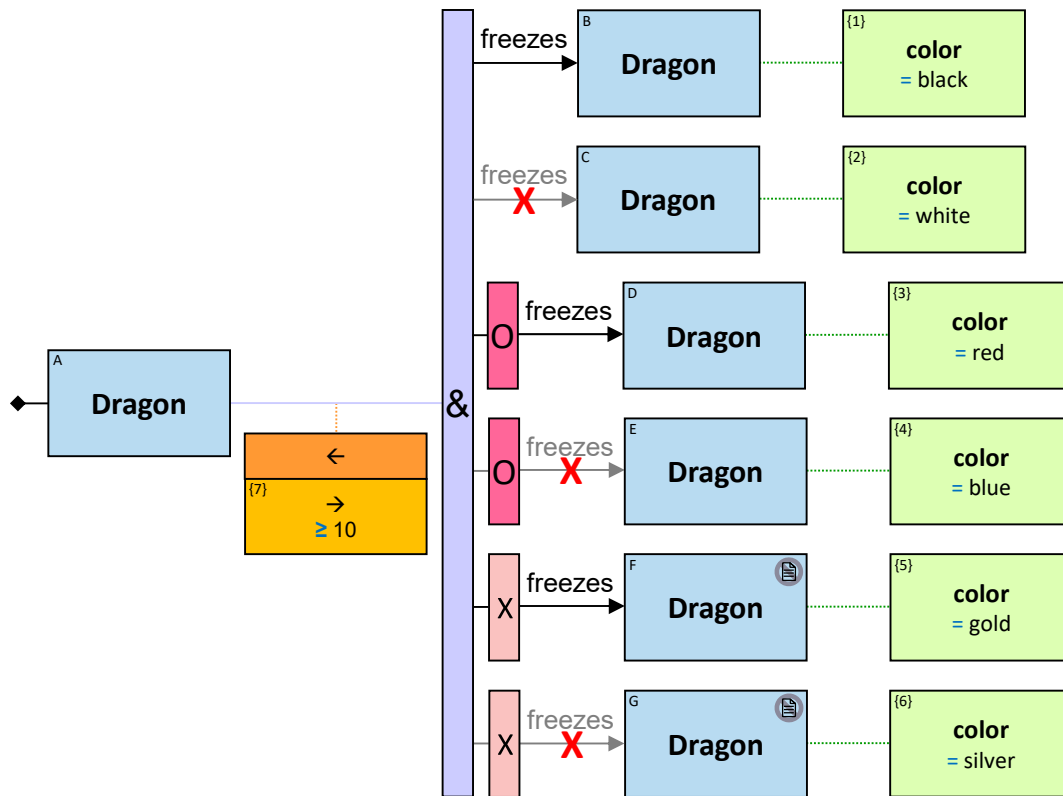 freezes
B
Dragon
{1}
color
= black
freezes
X
C
Dragon
{2}
color
= white
O
freezes
D
Dragon
{3}
color
= red
A
Dragon
&
←
{7}
→
≥ 10
O
freezes
X
E
Dragon
{4}
color
= blue
X
freezes
F
Dragon
{5}
color
= gold
X
freezes
X
G
Dragon
{6}
color
= silver